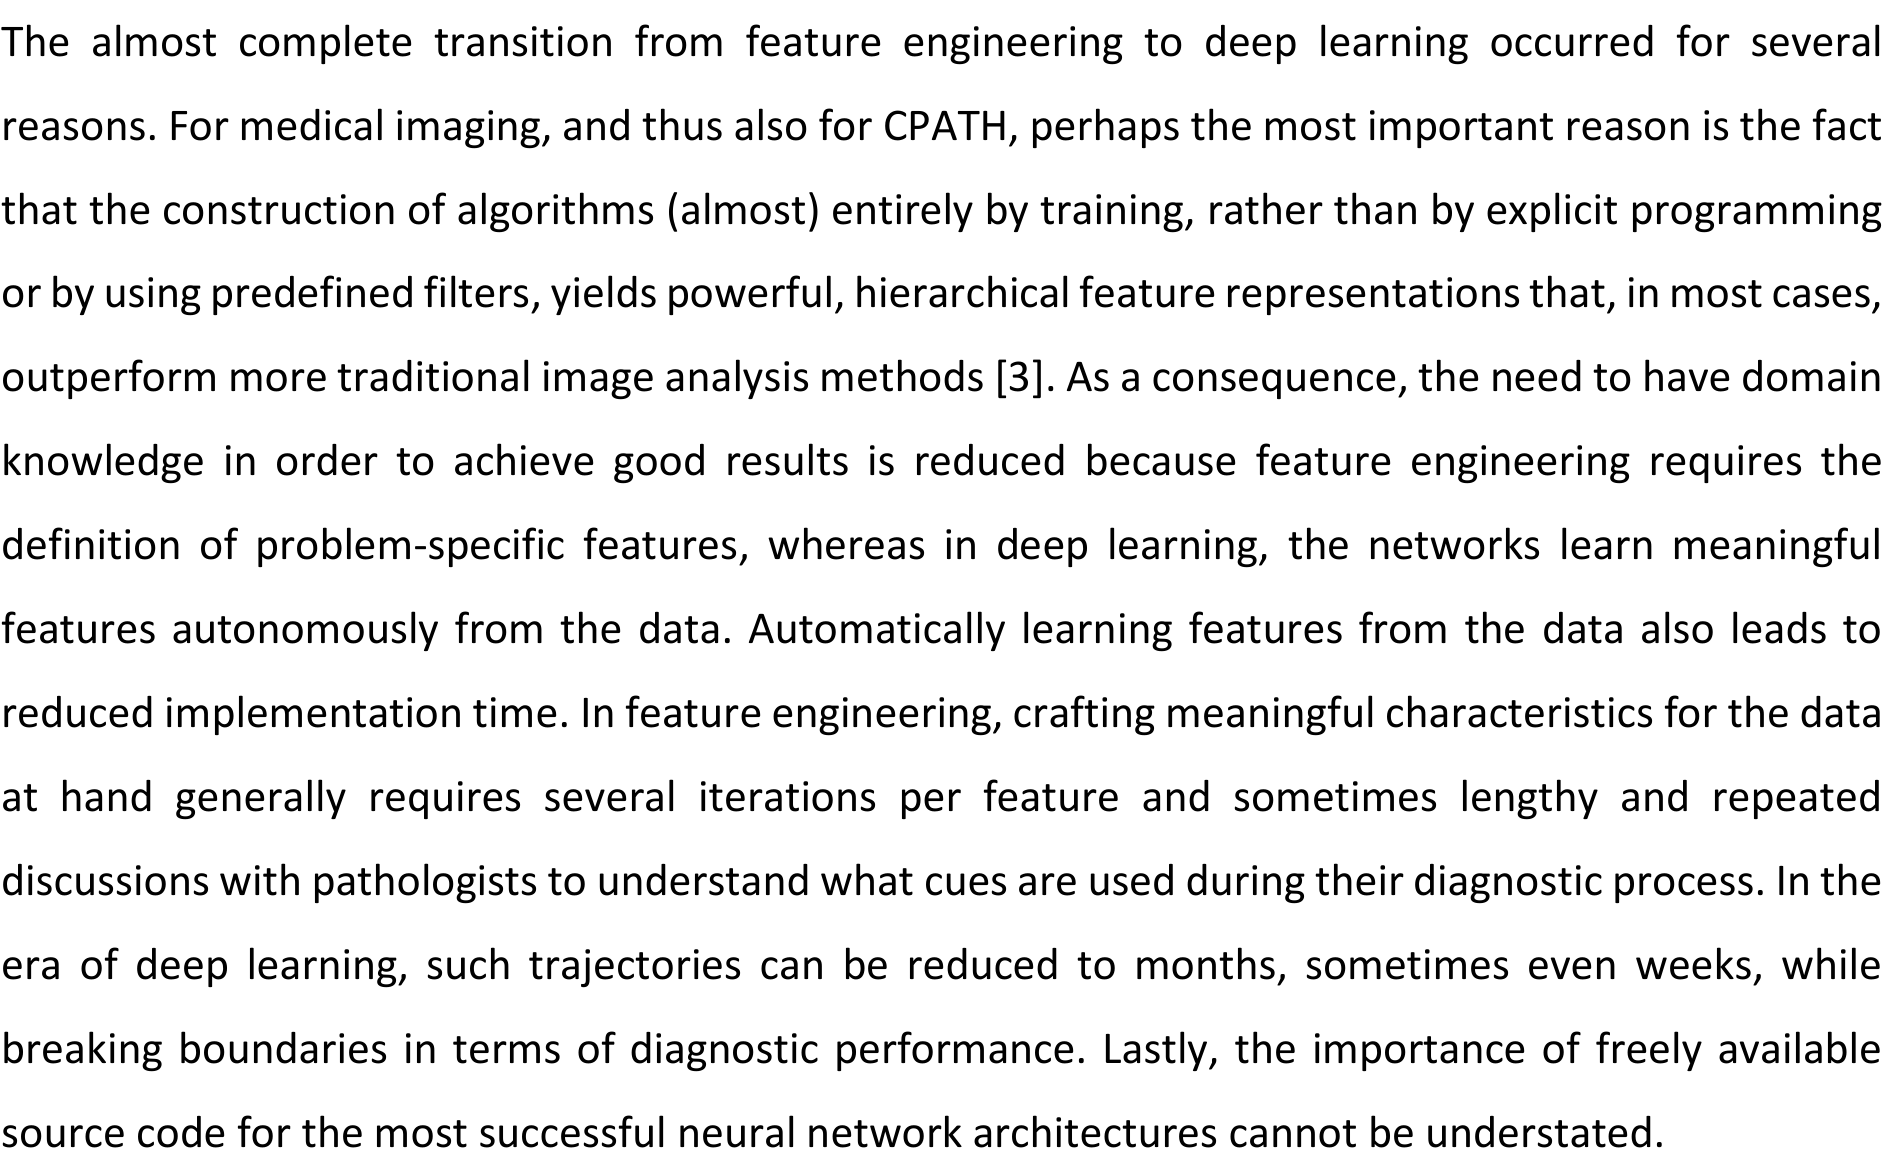 The almost complete transition from feature engineering to deep learning occurred for several
reasons. For medical imaging, and thus also for CPATH, perhaps the most important reason is the fact
that the construction of algorithms (almost) entirely by training, rather than by explicit programming
or by using predefined filters, yields powerful, hierarchical feature representations that, in most cases,
outperform more traditional image analysis methods [3]. As a consequence, the need to have domain
knowledge in order to achieve good results is reduced because feature engineering requires the
definition of problem-specific features, whereas in deep learning, the networks learn meaningful
features autonomously from the data. Automatically learning features from the data also leads to
reduced implementation time. In feature engineering, crafting meaningful characteristics for the data
at hand generally requires several iterations per feature and sometimes lengthy and repeated
discussions with pathologists to understand what cues are used during their diagnostic process. In the
era of deep learning, such trajectories can be reduced to months, sometimes even weeks, while
breaking boundaries in terms of diagnostic performance. Lastly, the importance of freely available
source code for the most successful neural network architectures cannot be understated.